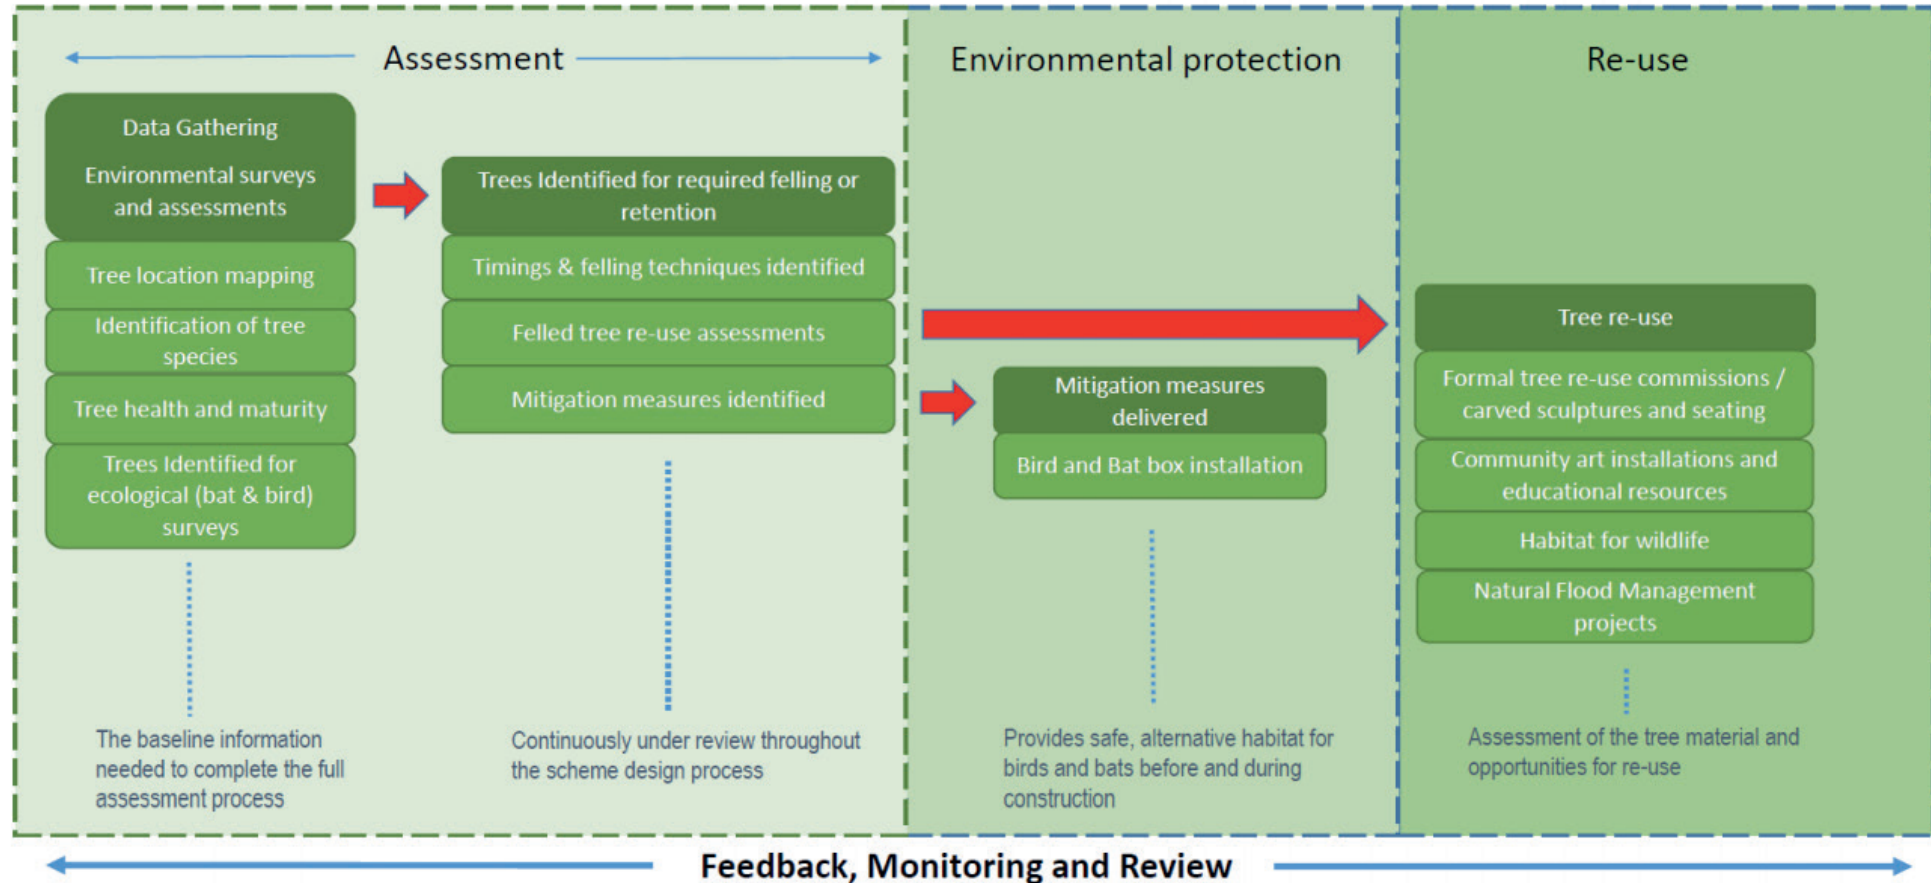 Assessment
Environmental protection
Re-use
Data Gathering
Environmental surveys
and assessments
Tree location mapping
Identification of tree
species
Tree health and maturity
Trees Identified for
ecological (bat & bird)
surveys
The baseline information
needed to complete the full
assessment process
Trees Identified for required felling or
retention
Timings & felling techniques identified
Felled tree re-use assessments
Mitigation measures identified
Continuously under review throughout
the scheme design process
Mitigation measures
delivered
Bird and Bat box installation
Provides safe, alternative habitat for
birds and bats before and during
construction
Tree re-use
Formal tree re-use commissions /
carved sculptures and seating
Community art installations and
educational resources
Habitat for wildlife
Natural Flood Management
projects
Assessment of the tree material and
opportunities for re-use
Feedback, Monitoring and Review